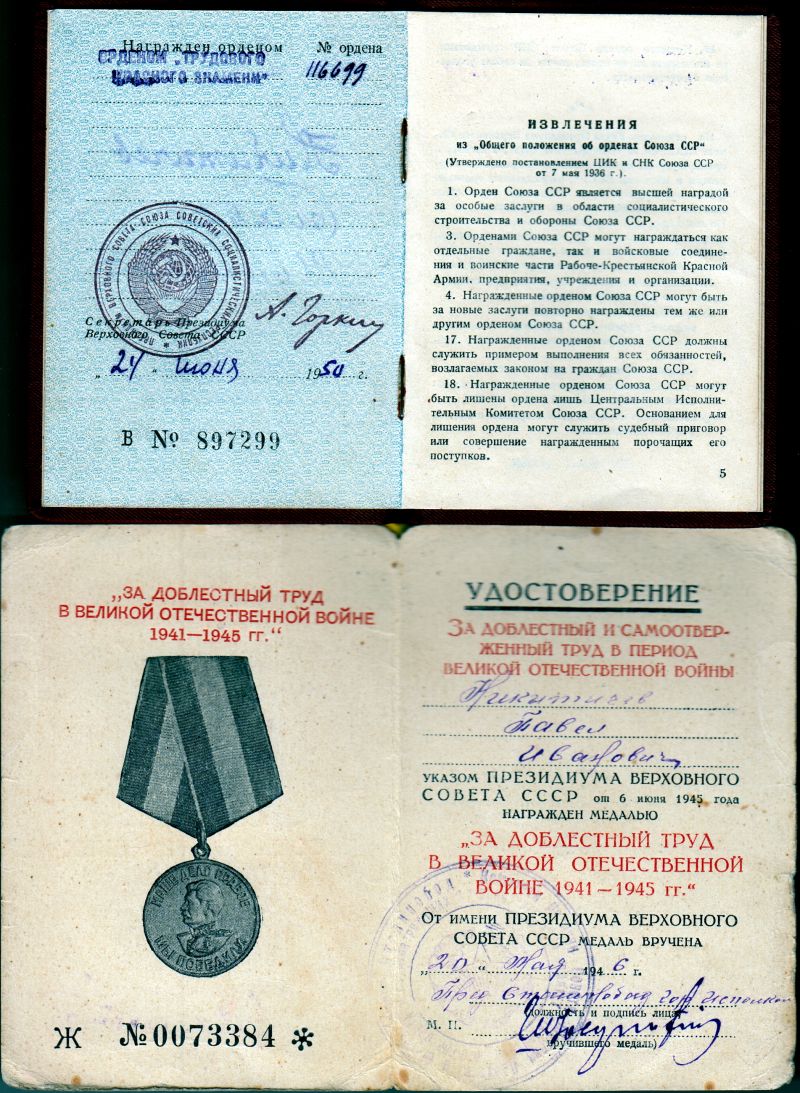 Награжден орденом
ОРДЕНОМ „ТРУДОВОГО
КРАСНОГО ЗНАМЕНИ“
№ ордена
116699
Секретарь Президиума
Верховного Совета СССР
А. Горкин
„24“ июня 1950 г.
В № 897299
ИЗВЛЕЧЕНИЯ
из „Общего положения об орденах Союза ССР“
(Утверждено постановлением ЦИК и СНК Союза ССР
от 7 мая 1936 г.).
1. Орден Союза ССР является высшей наградой
за особые заслуги в области социалистического
строительства и обороны Союза ССР.
3. Орденами Союза ССР могут награждаться как
отдельные граждане, так и войсковые соедине-
ния и воинские части Рабоче-Крестьянской Красной
Армии, предприятия, учреждения и организации.
4. Награжденные орденом Союза ССР могут быть
за новые заслуги повторно награждены тем же или
другим орденом Союза ССР.
17. Награжденные орденом Союза ССР должны
служить примером выполнения всех обязанностей,
возлагаемых законом на граждан Союза ССР.
18. Награжденные орденом Союза ССР могут
быть лишены ордена лишь Центральным Исполни-
тельным Комитетом Союза ССР. Основанием для
лишения ордена могут служить судебный приговор
или совершение награжденным порочащих его
поступков.
5
„ЗА ДОБЛЕСТНЫЙ ТРУД
В ВЕЛИКОЙ ОТЕЧЕСТВЕННОЙ ВОЙНЕ
1941—1945 гг.“
НАШЕ ДЕЛО ПРАВОЕ
МЫ ПОБЕДИЛИ
Ж №0073384 *
УДОСТОВЕРЕНИЕ
ЗА ДОБЛЕСТНЫЙ И САМООТВЕР-
ЖЕННЫЙ ТРУД В ПЕРИОД
ВЕЛИКОЙ ОТЕЧЕСТВЕННОЙ ВОЙНЫ
Павел
Иванович
УКАЗОМ ПРЕЗИДИУМА ВЕРХОВНОГО
СОВЕТА СССР от 6 июня 1945 года
НАГРАЖДЕН МЕДАЛЬЮ
„ЗА ДОБЛЕСТНЫЙ ТРУД
В ВЕЛИКОЙ ОТЕЧЕСТВЕННОЙ
ВОЙНЕ 1941—1945 гг.“
ОТ ИМЕНИ ПРЕЗИДИУМА ВЕРХОВНОГО
СОВЕТА СССР МЕДАЛЬ ВРУЧЕНА
„20“ мая 1946 г.
Пред Сталинабад гор исполком
(должность и подпись лица,
М. П.
вручившего медаль)